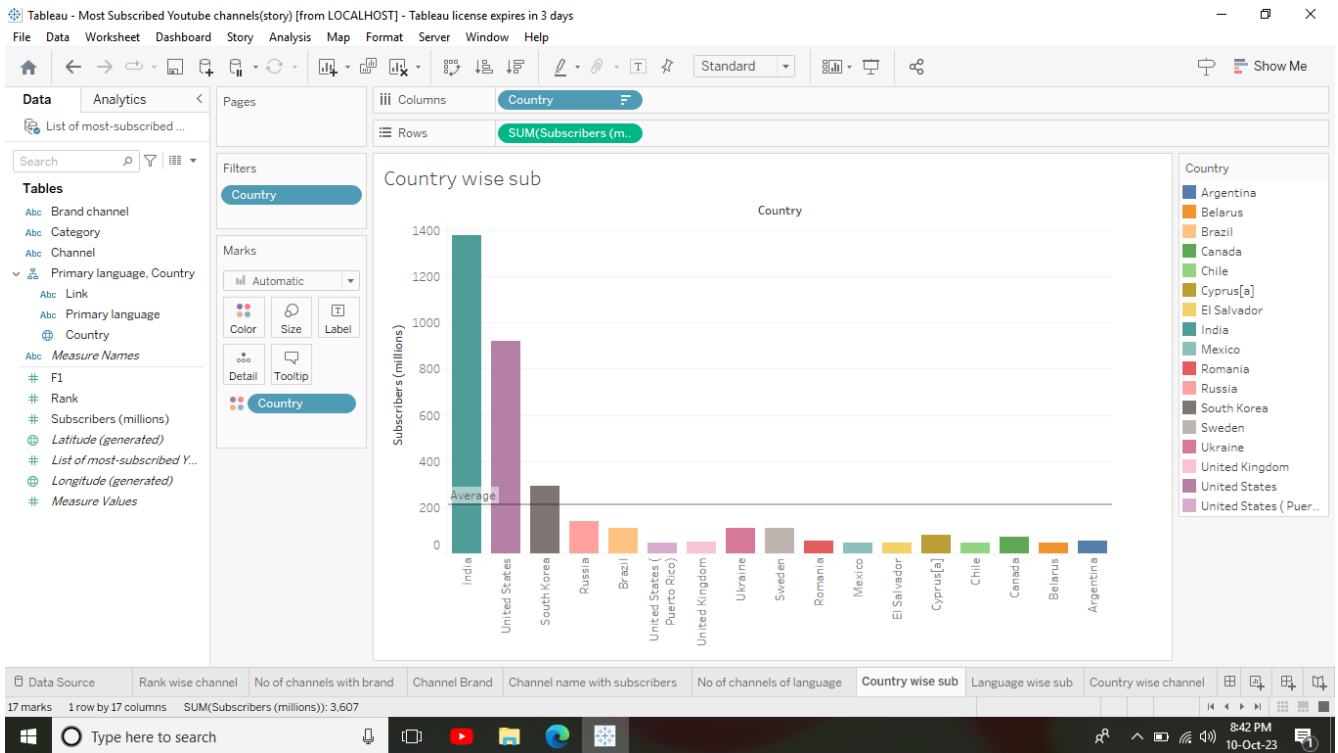 Tableau - Most Subscribed Youtube channels(story) [from LOCALHOST] - Tableau license expires in 3 days
File Data Worksheet Dashboard Story Analysis Map Format Server Window Help
Standard
Show Me
Data Analytics
List of most-subscribed ...
Search
Tables
Abc Brand channel
Abc Category
Abc Channel
Primary language, Country
Abc Link
Abc Primary language
Country
Abc Measure Names
# F1
# Rank
# Subscribers (millions)
Latitude (generated)
# List of most-subscribed Y...
Longitude (generated)
# Measure Values
Pages
Filters
Country
Marks
Automatic
Color Size Label
Detail Tooltip
Country
Columns Country
Rows SUM(Subscribers (m..
Country wise sub
Country
Subscribers (millions)
1400
1200
1000
800
600
400
200
0
Average
India
United States
South Korea
Russia
Brazil
United States (
Puerto Rico)
United Kingdom
Ukraine
Sweden
Romania
Mexico
El Salvador
Cyprus[a]
Chile
Canada
Belarus
Argentina
Country
Argentina
Belarus
Brazil
Canada
Chile
Cyprus[a]
El Salvador
India
Mexico
Romania
Russia
South Korea
Sweden
Ukraine
United Kingdom
United States
United States ( Puer..
Data Source Rank wise channel No of channels with brand Channel Brand Channel name with subscribers No of channels of language Country wise sub Language wise sub Country wise channel
17 marks 1 row by 17 columns SUM(Subscribers (millions)): 3,607
Type here to search
8:42 PM
10-Oct-23
1